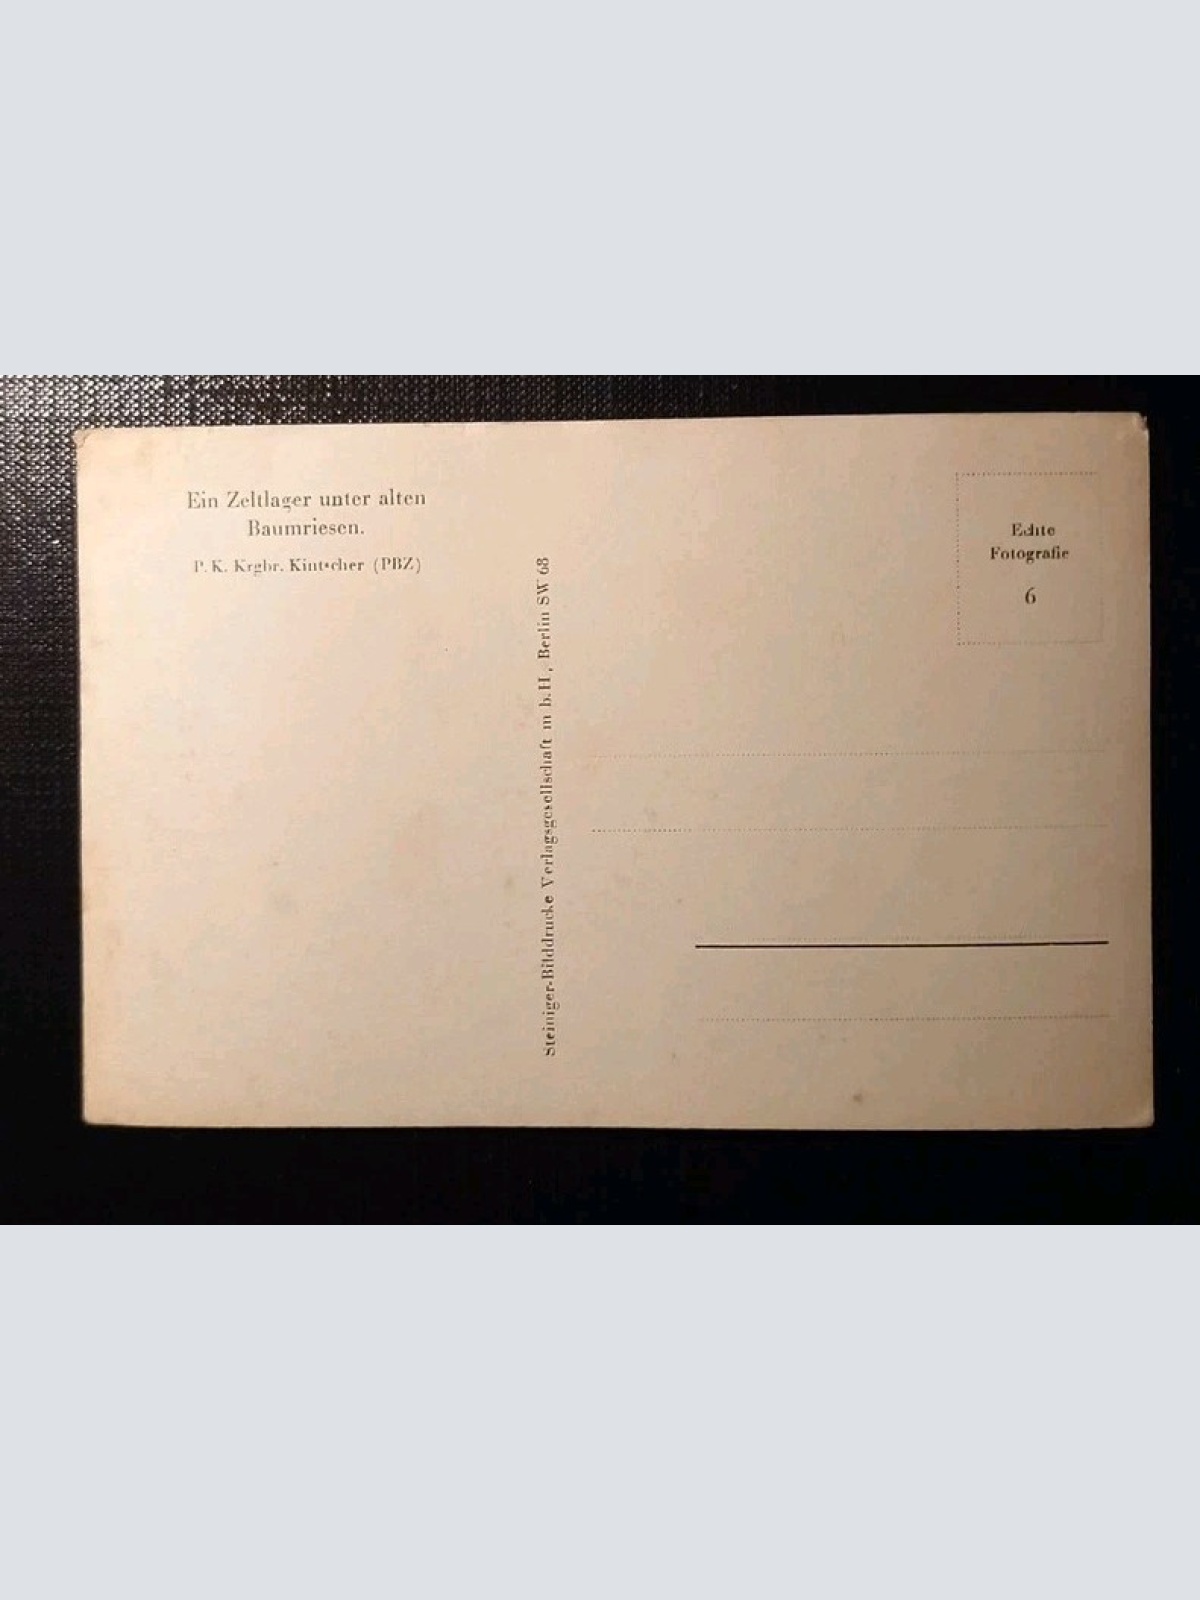 Ein Zeltlager unter alten
Baumriesen.
P. K. Krgbr. Kintscher (PBZ)
Steiniger-Bilddrucke Verlagsgesellschaft m b. H , Berlin SW 68
Echte
Fotografie
6